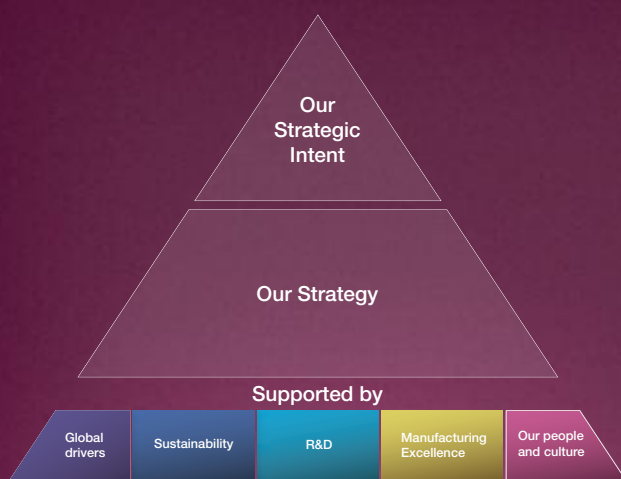 Our
Strategic
Intent
Our Strategy
Supported by
Global
drivers
Sustainability
R&D
Manufacturing
Excellence
Our people
and culture